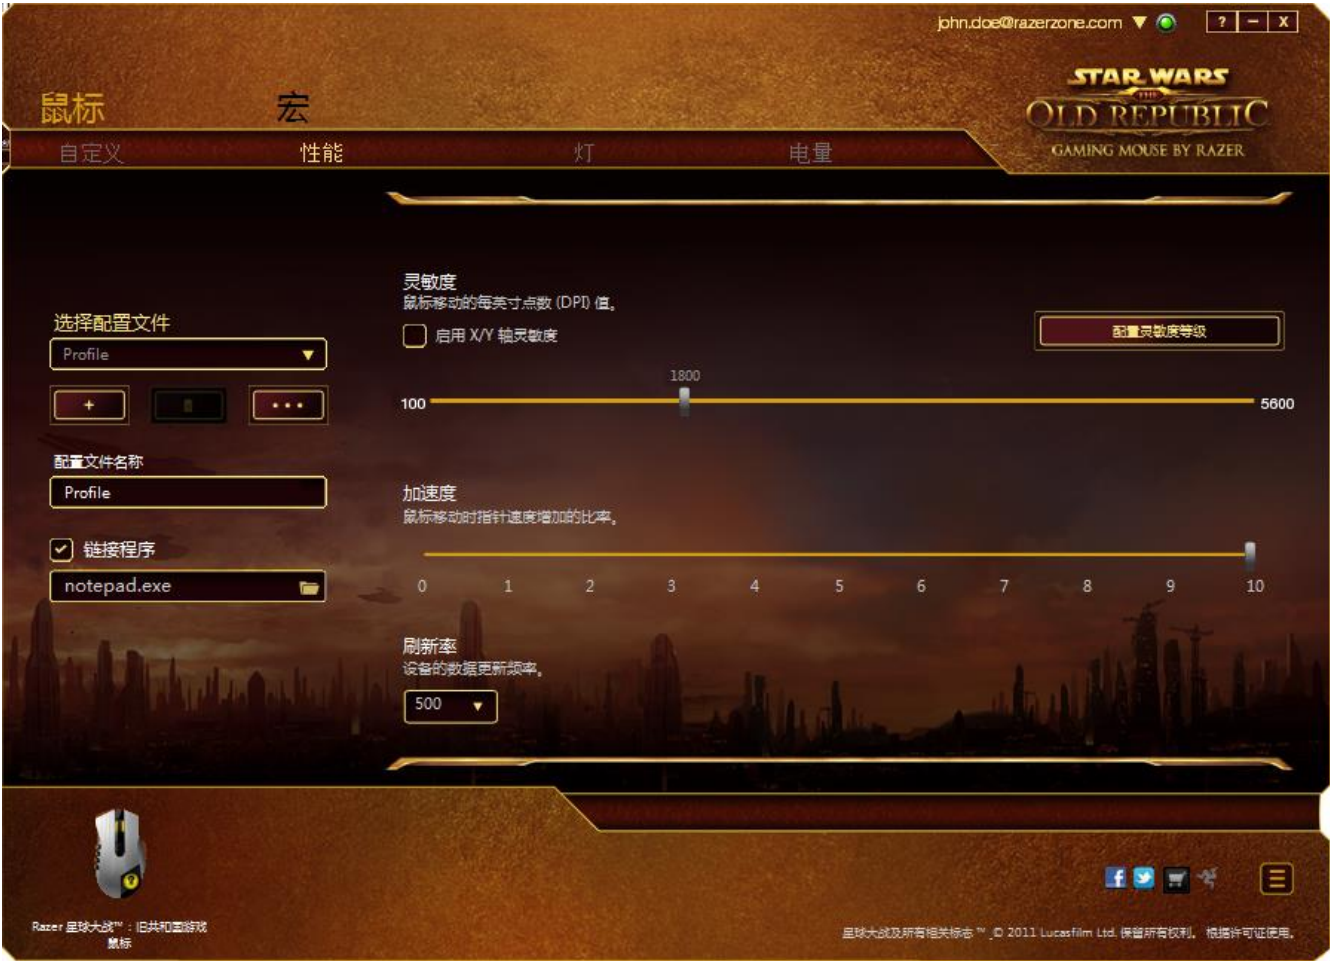 john.doe@razerzone.com
? – X
STAR WARS
THE
OLD REPUBLIC
GAMING MOUSE BY RAZER
鼠标 宏
自定义 性能 灯 电量
选择配置文件
Profile
+ •••
配置文件名称
Profile
链接程序
notepad.exe
灵敏度
鼠标移动的每英寸点数 (DPI) 值。
启用 X/Y 轴灵敏度
配置灵敏度等级
1800
100 5600
加速度
鼠标移动时指针速度增加的比率。
0 1 2 3 4 5 6 7 8 9 10
刷新率
设备的数据更新频率。
500
Razer 星球大战™：旧共和国游戏
鼠标
星球大战及所有相关标志 ™ ,© 2011 Lucasfilm Ltd. 保留所有权利。 根据许可证使用。